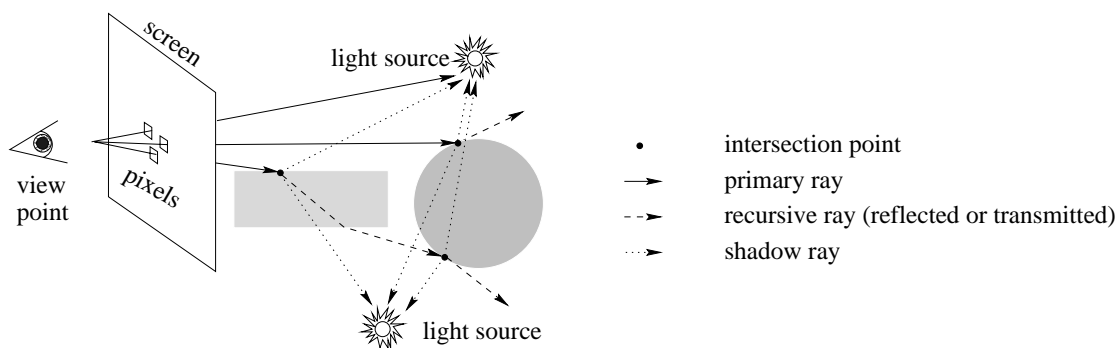 screen
light source
pixels
view
point
light source
intersection point
primary ray
recursive ray (reflected or transmitted)
shadow ray